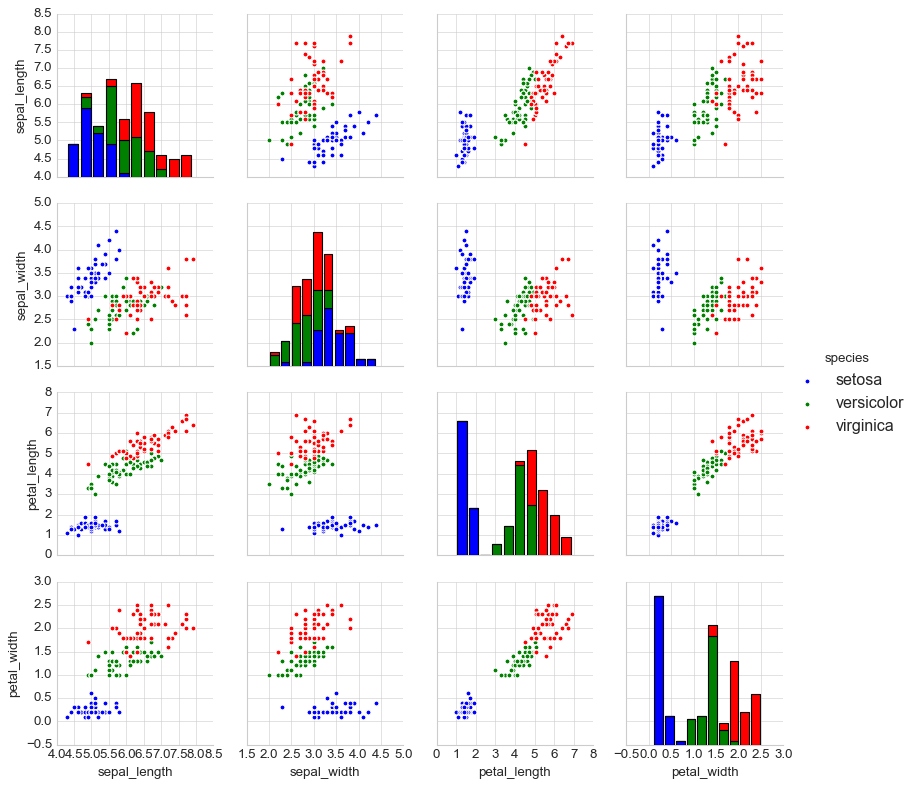 8.5
8.0
7.5
7.0
6.5
6.0
5.5
5.0
4.5
4.0
sepal_length
5.0
4.5
4.0
3.5
3.0
2.5
2.0
1.5
sepal_width
species
setosa
versicolor
virginica
8
7
6
5
4
3
2
1
0
petal_length
3.0
2.5
2.0
1.5
1.0
0.5
0.0
−0.5
petal_width
4.0 4.5 5.0 5.5 6.0 6.5 7.0 7.5 8.0 8.5
sepal_length
1.5 2.0 2.5 3.0 3.5 4.0 4.5 5.0
sepal_width
0 1 2 3 4 5 6 7 8
petal_length
−0.5 0.0 0.5 1.0 1.5 2.0 2.5 3.0
petal_width